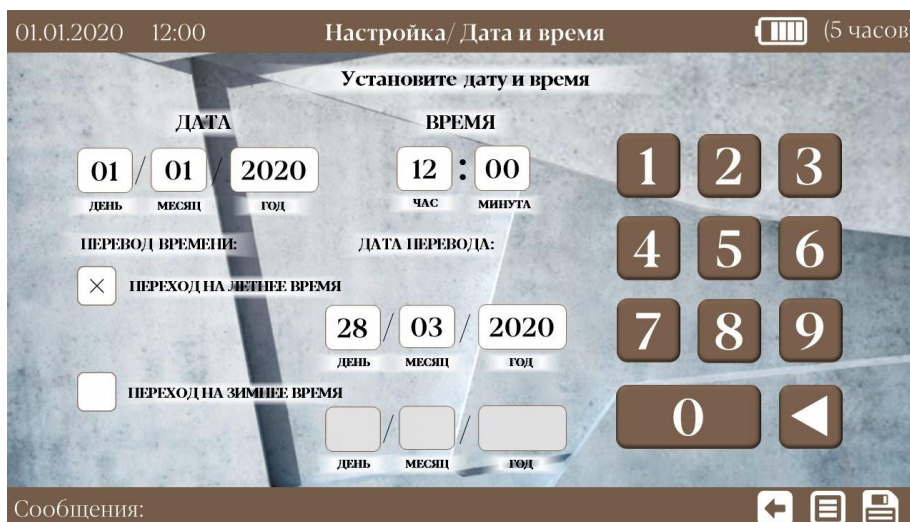 01.01.2020 12:00 Настройка/ Дата и время (5 часов)
Установите дату и время
ДАТА ВРЕМЯ
01 / 01 / 2020 12 : 00
ДЕНЬ МЕСЯЦ ГОД ЧАС МИНУТА
ПЕРЕВОД ВРЕМЕНИ: ДАТА ПЕРЕВОДА:
× ПЕРЕХОД НА ЛЕТНЕЕ ВРЕМЯ
28 / 03 / 2020
ДЕНЬ МЕСЯЦ ГОД
ПЕРЕХОД НА ЗИМНЕЕ ВРЕМЯ
/ /
ДЕНЬ МЕСЯЦ ГОД
1 2 3
4 5 6
7 8 9
0
Сообщения: